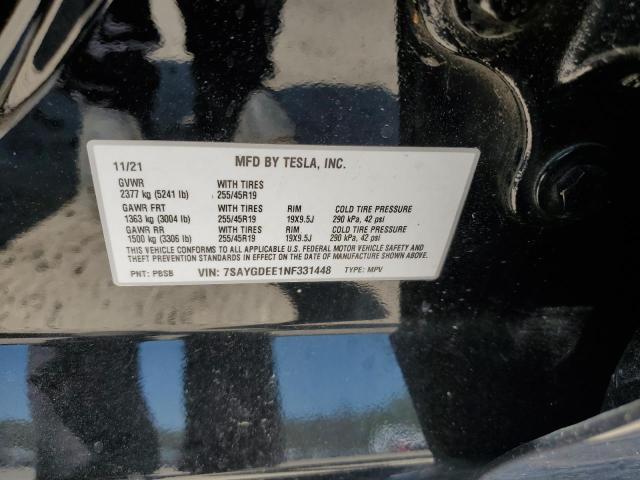 11/21 MFD BY TESLA, INC.
GVWR WITH TIRES
2377 kg (5241 lb) 255/45R19
GAWR FRT WITH TIRES RIM COLD TIRE PRESSURE
1363 kg (3004 lb) 255/45R19 19X9.5J 290 kPa, 42 psi
GAWR RR WITH TIRES RIM COLD TIRE PRESSURE
1500 kg (3306 lb) 255/45R19 19X9.5J 290 kPa, 42 psi
THIS VEHICLE CONFORMS TO ALL APPLICABLE U.S. FEDERAL MOTOR VEHICLE SAFETY AND
THEFT PREVENTION STANDARDS IN EFFECT ON THE DATE OF MANUFACTURE SHOWN ABOVE.
PNT: PBSB VIN: 7SAYGDEE1NF331448 TYPE: MPV